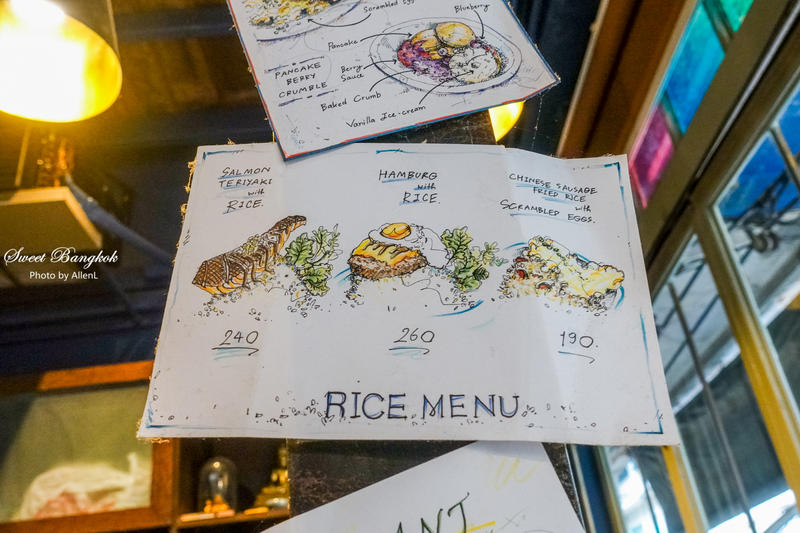 Scrambled Egg
Blueberry
Pancake
PANCAKE
BERRY
CRUMBLE
Berry
Sauce
Baked Crumb
Vanilla Ice-cream
SALMON
TERIYAKI
with
RICE.
HAMBURG
with
RICE.
CHINESE SAUSAGE
FRIED RICE
with
SCRAMBLED EGGS.
240
260
190.
RICE MENU
Sweet Bangkok
Photo by AllenL